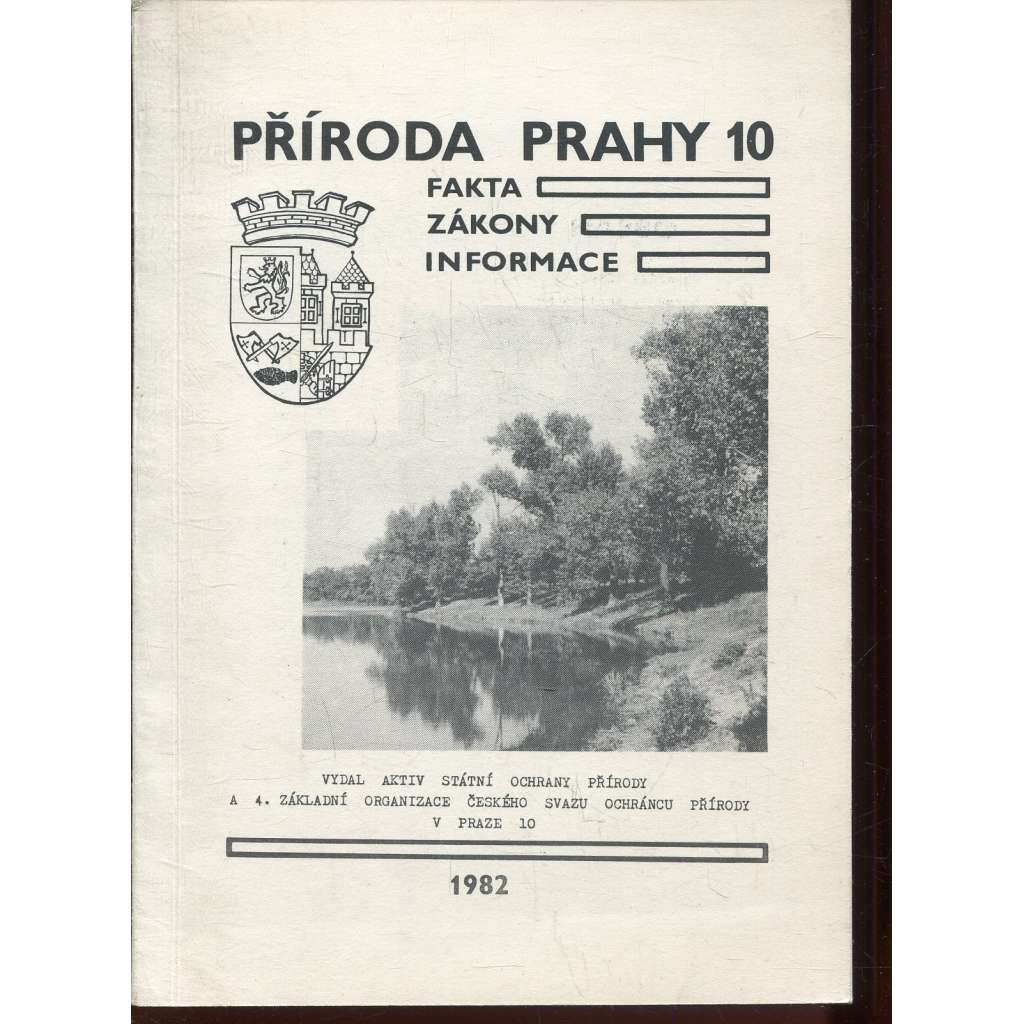 PŘÍRODA PRAHY 10
FAKTA
ZÁKONY
INFORMACE
VYDAL AKTIV STÁTNÍ OCHRANY PŘÍRODY
A 4. ZÁKLADNÍ ORGANIZACE ČESKÉHO SVAZU OCHRÁNCU PŘÍRODY
V PRAZE 10
1982